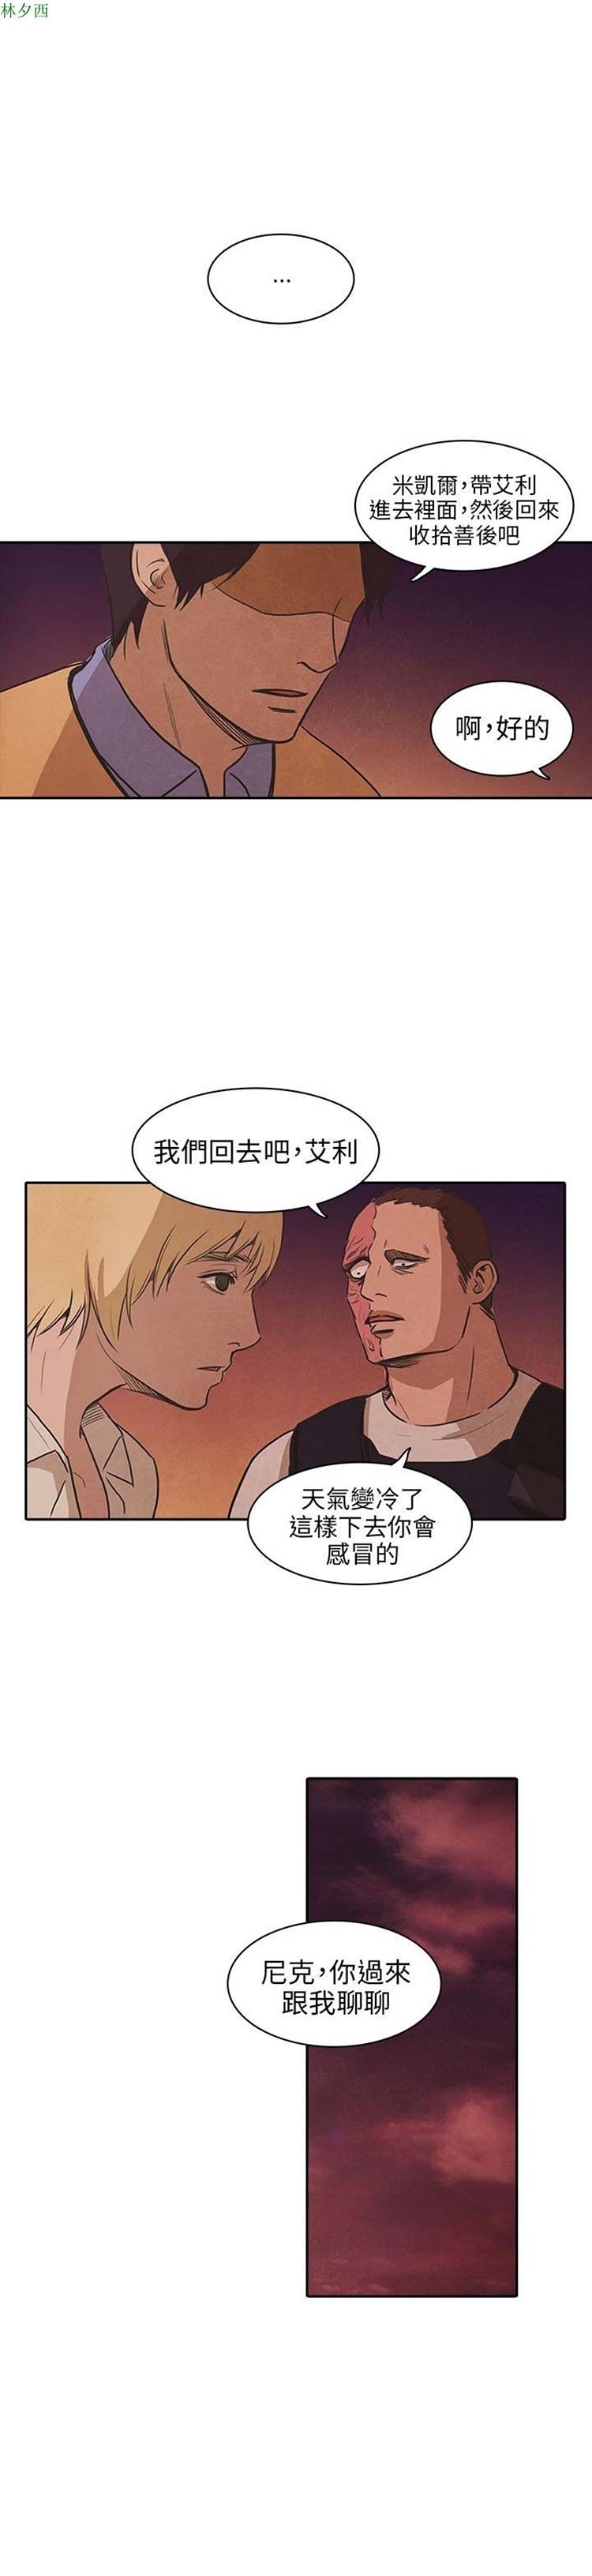 林夕西
...
米凱爾,帶艾利
進去裡面,然後回來
收拾善後吧
啊,好的
我們回去吧,艾利
天氣變冷了
這樣下去你會
感冒的
尼克,你過來
跟我聊聊